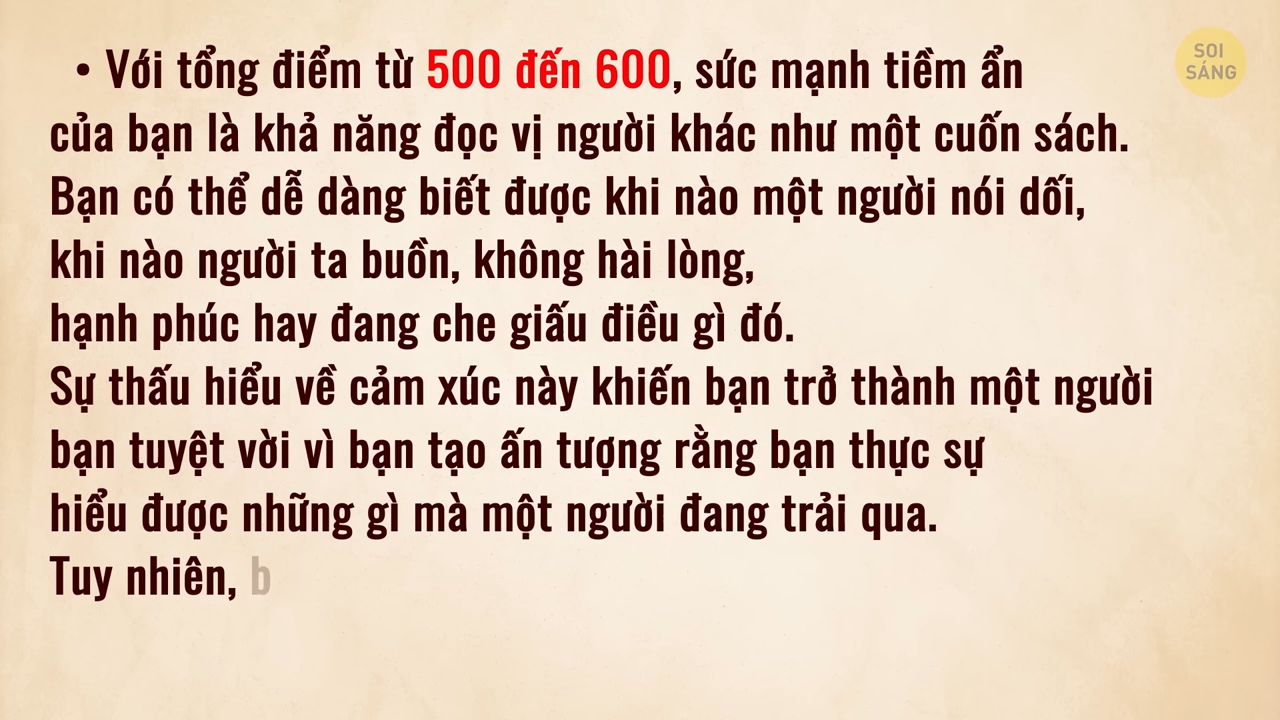 • Với tổng điểm từ 500 đến 600, sức mạnh tiềm ẩn
của bạn là khả năng đọc vị người khác như một cuốn sách.
Bạn có thể dễ dàng biết được khi nào một người nói dối,
khi nào người ta buồn, không hài lòng,
hạnh phúc hay đang che giấu điều gì đó.
Sự thấu hiểu về cảm xúc này khiến bạn trở thành một người
bạn tuyệt vời vì bạn tạo ấn tượng rằng bạn thực sự
hiểu được những gì mà một người đang trải qua.
Tuy nhiên, b
SOI
SÁNG